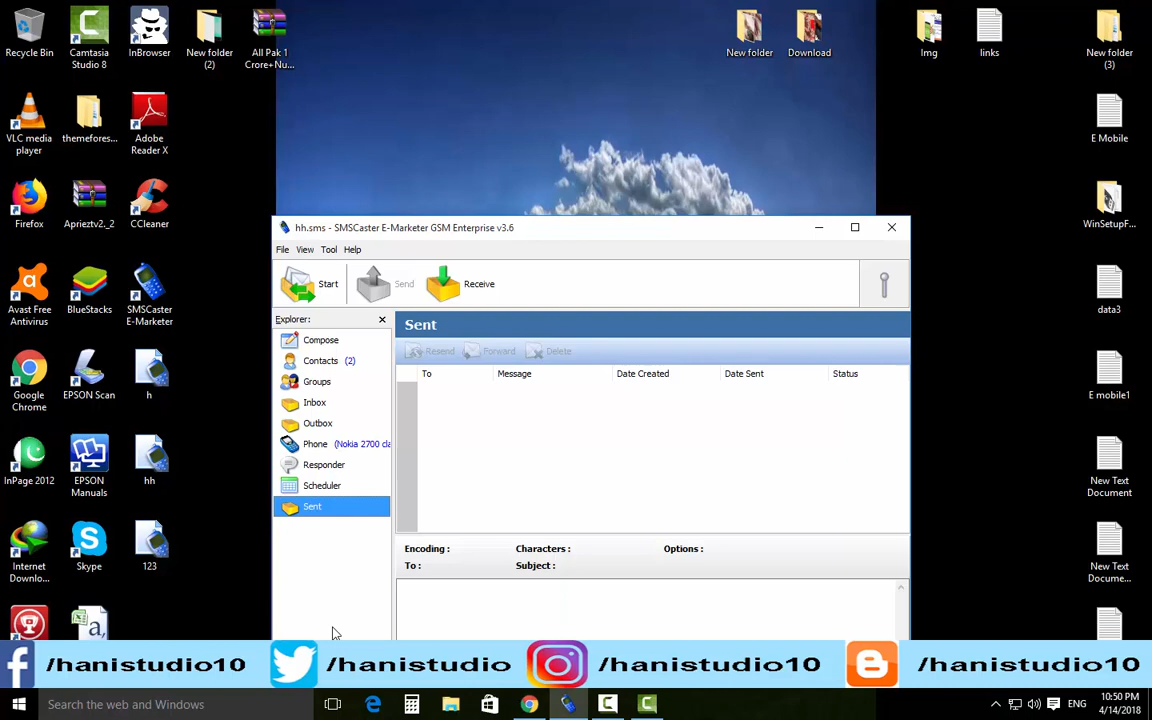 Recycle Bin
Camtasia
Studio 8
InBrowser
New folder
(2)
All Pak 1
Crore+Nu...
New folder
Download
Img
links
New folder
(3)
VLC media
player
themefores...
Adobe
Reader X
E Mobile
Firefox
Aprieztv2._2
CCleaner
WinSetupF...
hh.sms - SMSCaster E-Marketer GSM Enterprise v3.6
File
View
Tool
Help
Start
Send
Receive
Avast Free
Antivirus
BlueStacks
SMSCaster
E-Marketer
data3
Explorer:
Compose
Contacts (2)
Groups
Inbox
Outbox
Phone (Nokia 2700 cla
Responder
Scheduler
Sent
Sent
Resend
Forward
Delete
To
Message
Date Created
Date Sent
Status
Google
Chrome
EPSON Scan
h
E mobile1
InPage 2012
EPSON
Manuals
hh
New Text
Document
Encoding :
Characters :
Options :
To :
Subject :
Internet
Downlo...
Skype
123
New Text
Docume...
f /hanistudio10
/hanistudio
/hanistudio10
/hanistudio10
Search the web and Windows
ENG
10:50 PM
4/14/2018